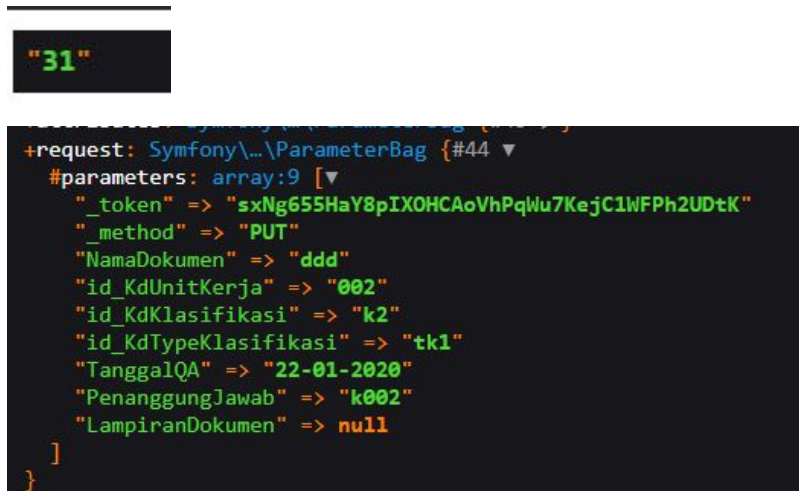 "31"
+request: Symfony\…\ParameterBag {#44 ▼
#parameters: array:9 [▼
"_token" => "sxNg655HaY8pIXOHCAoVhPqWu7KejC1WFPh2UDtK"
"_method" => "PUT"
"NamaDokumen" => "ddd"
"id_KdUnitKerja" => "002"
"id_KdKlasifikasi" => "k2"
"id_KdTypeKlasifikasi" => "tk1"
"TanggalQA" => "22-01-2020"
"PenanggungJawab" => "k002"
"LampiranDokumen" => null
]
}